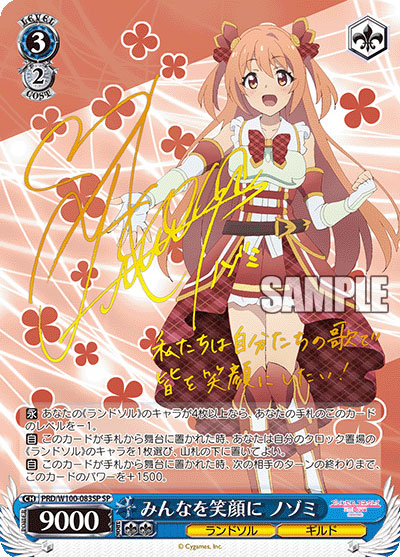 LEVEL
3
2
COST
SAMPLE
私たちは自分たちの歌で
皆を笑顔にしたい!
永 あなたの《ランドソル》のキャラが4枚以上なら、あなたの手札のこのカード
のレベルを-1。
自 このカードが手札から舞台に置かれた時、あなたは自分のクロック置場の
《ランドソル》のキャラを1枚選び、山札の下に置いてよい。
自 このカードが手札から舞台に置かれた時、次の相手のターンの終わりまで、
このカードのパワーを+1500。
PRD/W100-083SP SP
9000
みんなを笑顔に ノゾミ
ランドソル
ギルド
© Cygames, Inc.